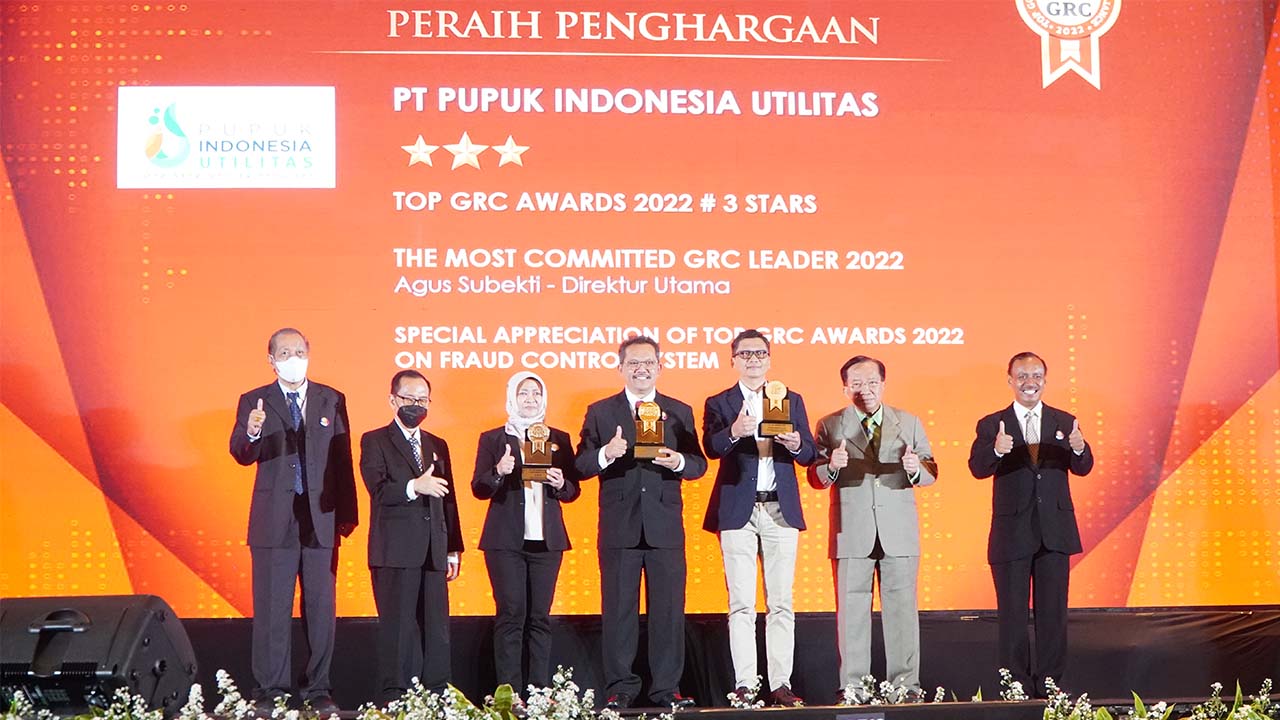 PERAIH PENGHARGAAN
GRC
2022
PT PUPUK INDONESIA UTILITAS
PUPUK
INDONESIA
UTILITAS
TOP GRC AWARDS 2022 # 3 STARS
THE MOST COMMITTED GRC LEADER 2022
Agus Subekti - Direktur Utama
SPECIAL APPRECIATION OF TOP GRC AWARDS 2022
ON FRAUD CONTROL SYSTEM